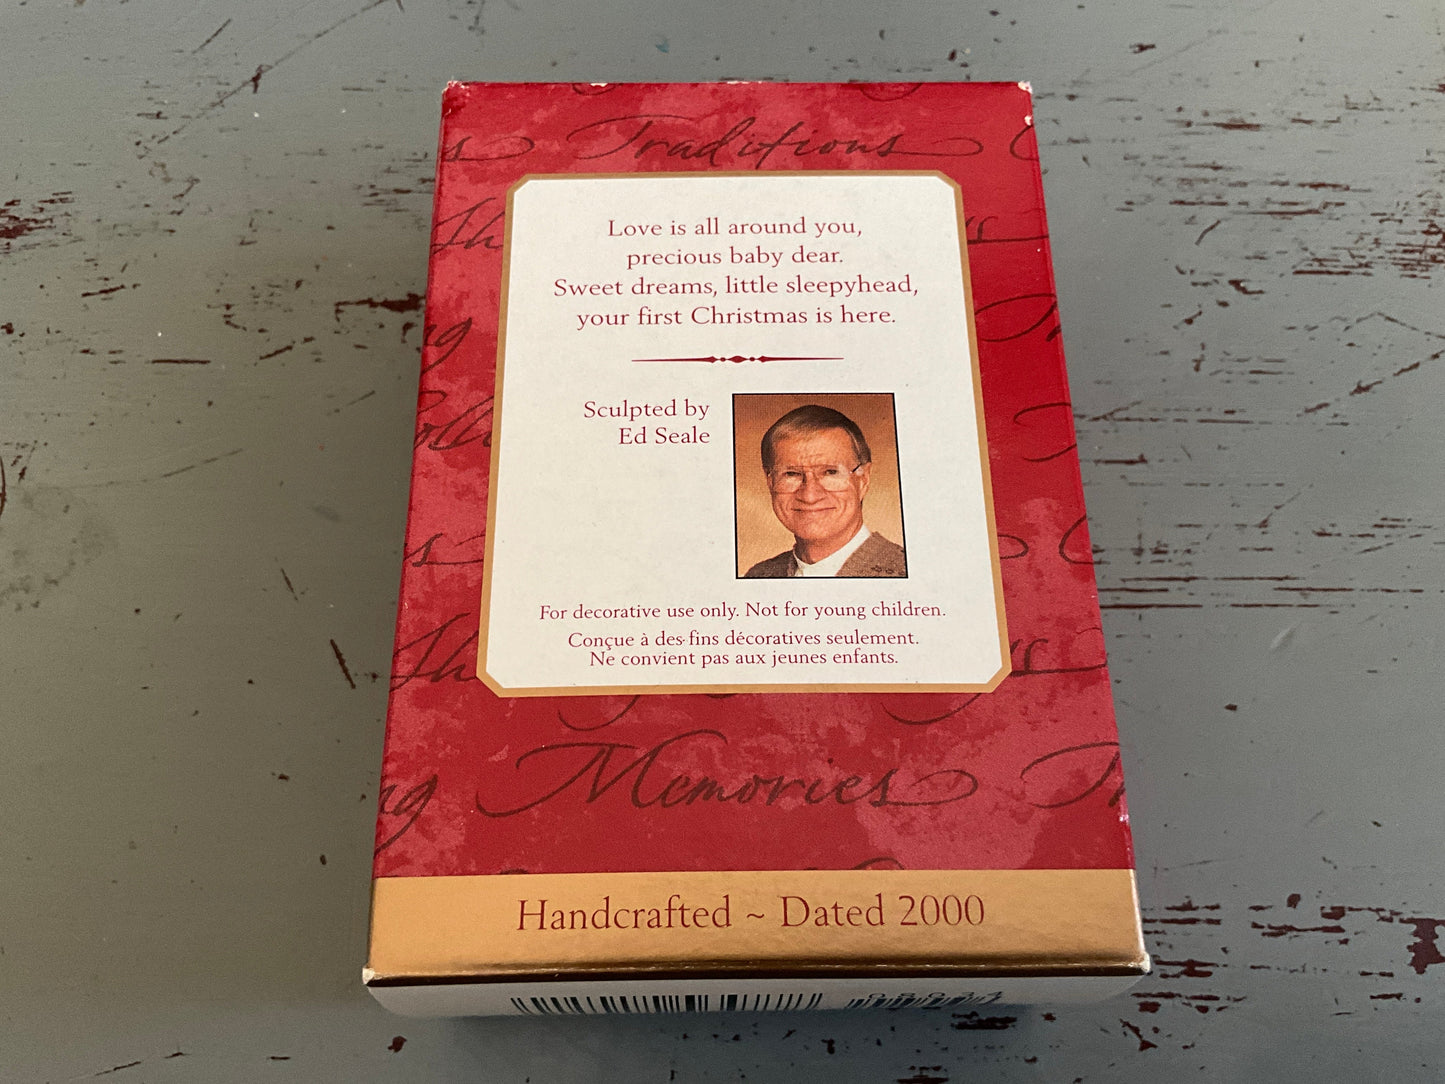 Traditions
Love is all around you,
precious baby dear.
Sweet dreams, little sleepyhead,
your first Christmas is here.
Sculpted by
Ed Seale
For decorative use only. Not for young children.
Conçue à des fins décoratives seulement.
Ne convient pas aux jeunes enfants.
Memories
Handcrafted ~ Dated 2000